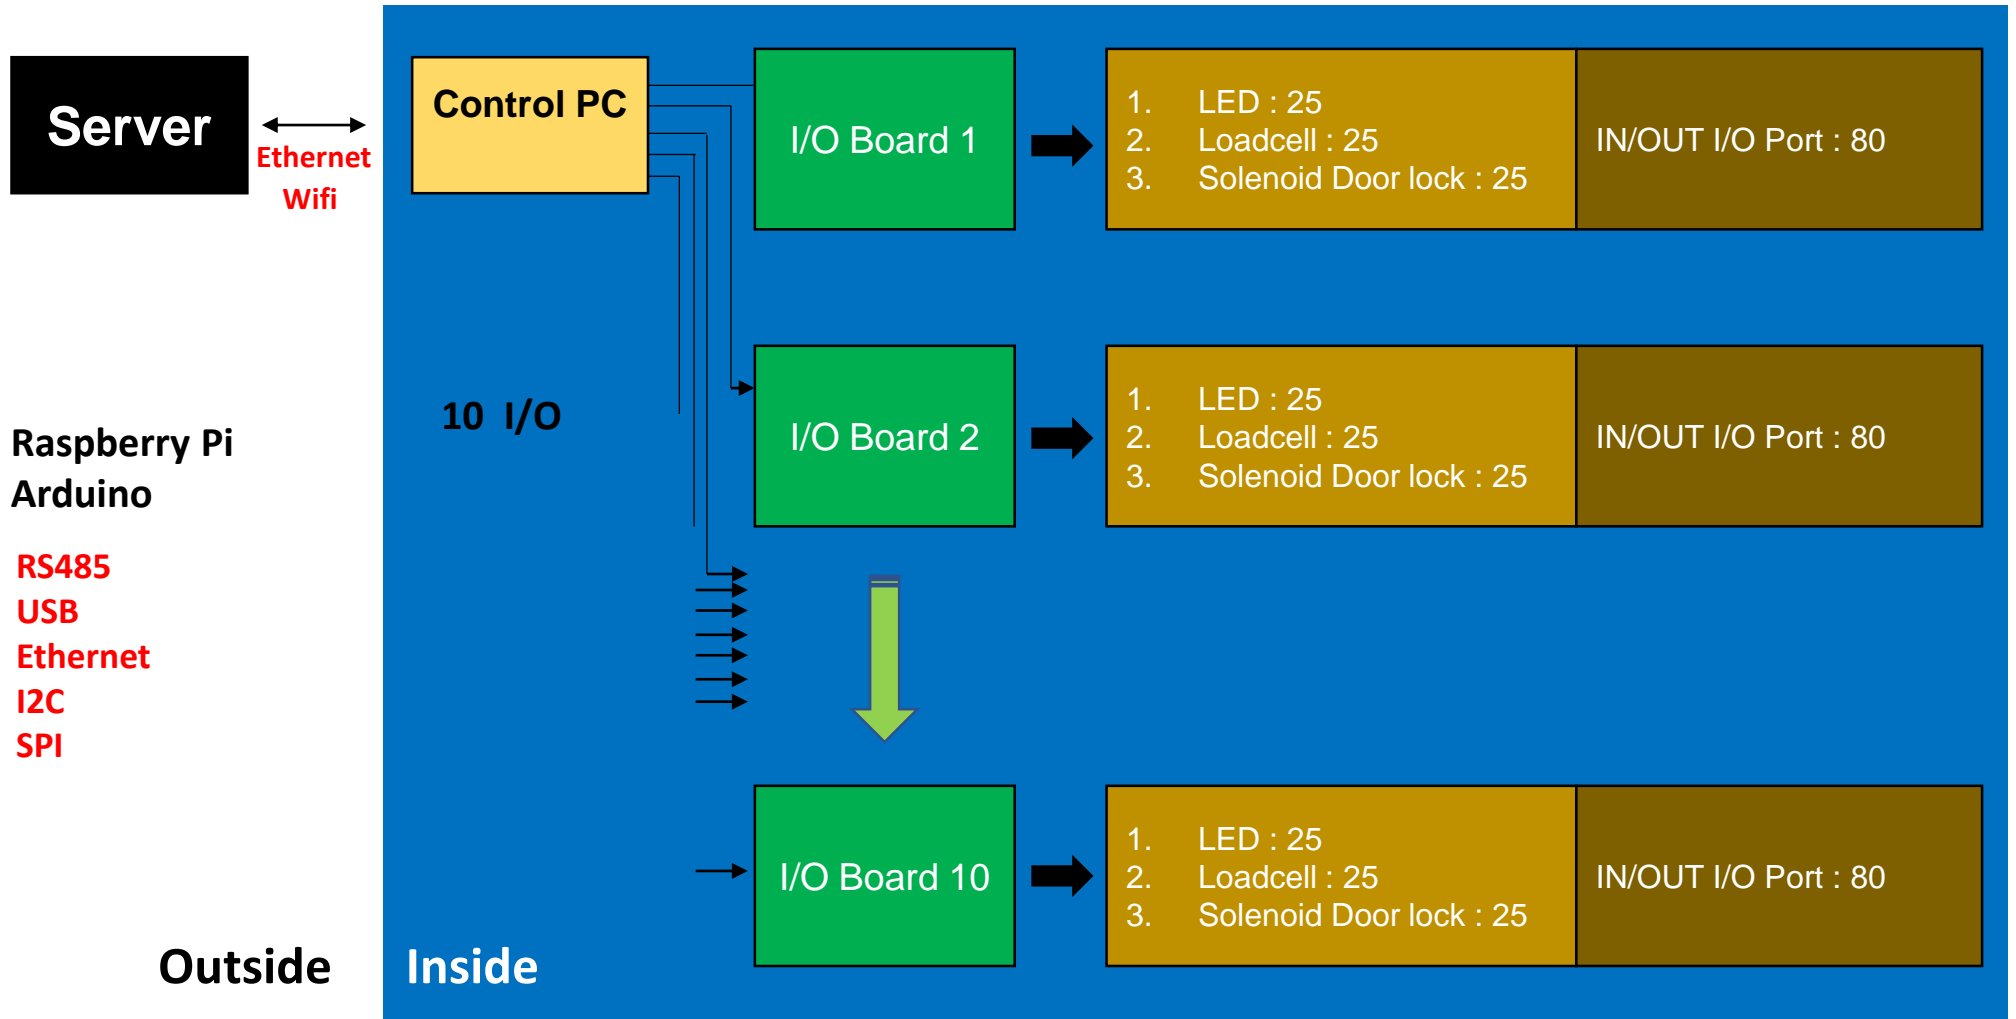 Server
Ethernet
Wifi
Raspberry Pi
Arduino
RS485
USB
Ethernet
I2C
SPI
Outside
Inside
Control PC
10 I/O
I/O Board 1
1. LED : 25
2. Loadcell : 25
3. Solenoid Door lock : 25
IN/OUT I/O Port : 80
I/O Board 2
1. LED : 25
2. Loadcell : 25
3. Solenoid Door lock : 25
IN/OUT I/O Port : 80
I/O Board 10
1. LED : 25
2. Loadcell : 25
3. Solenoid Door lock : 25
IN/OUT I/O Port : 80